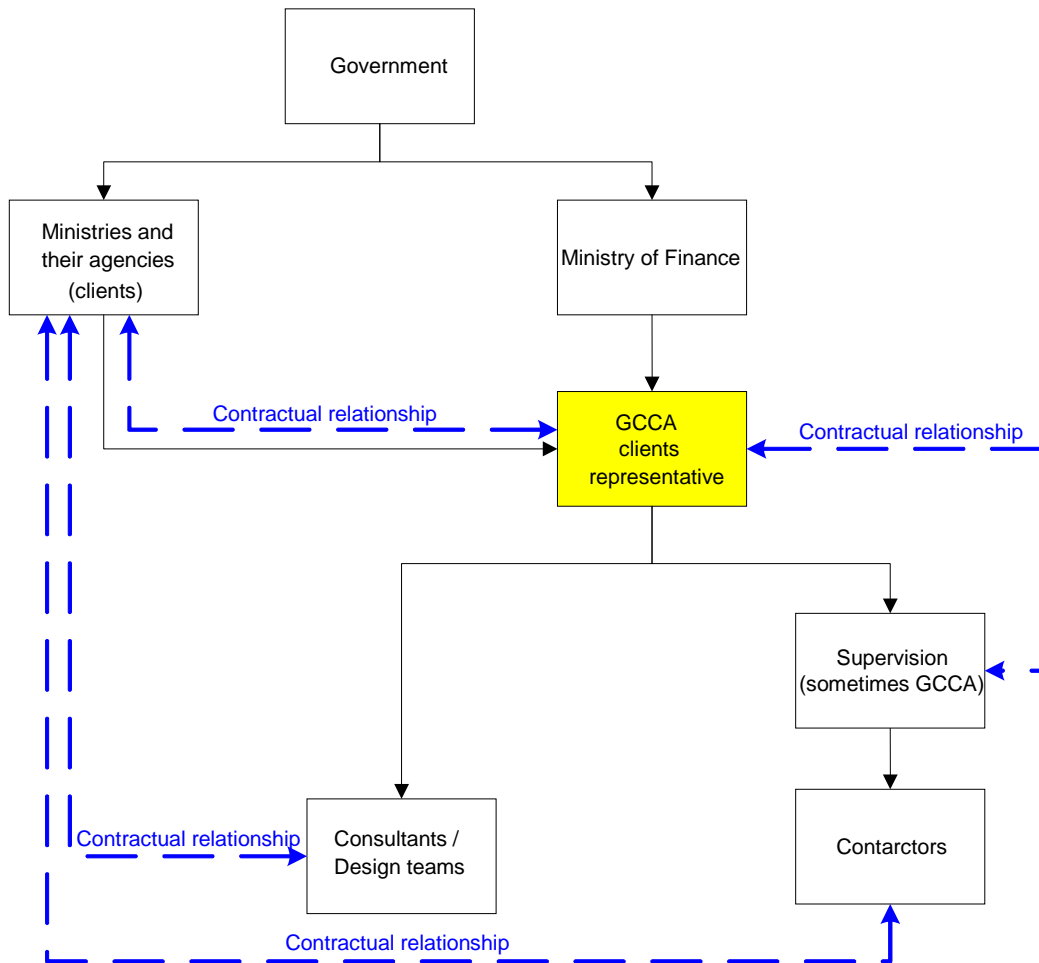 Government
Ministries and
their agencies
(clients)
Ministry of Finance
Contractual relationship
GCCA
clients
representative
Contractual relationship
Supervision
(sometimes GCCA)
Contractual relationship
Consultants /
Design teams
Contarctors
Contractual relationship